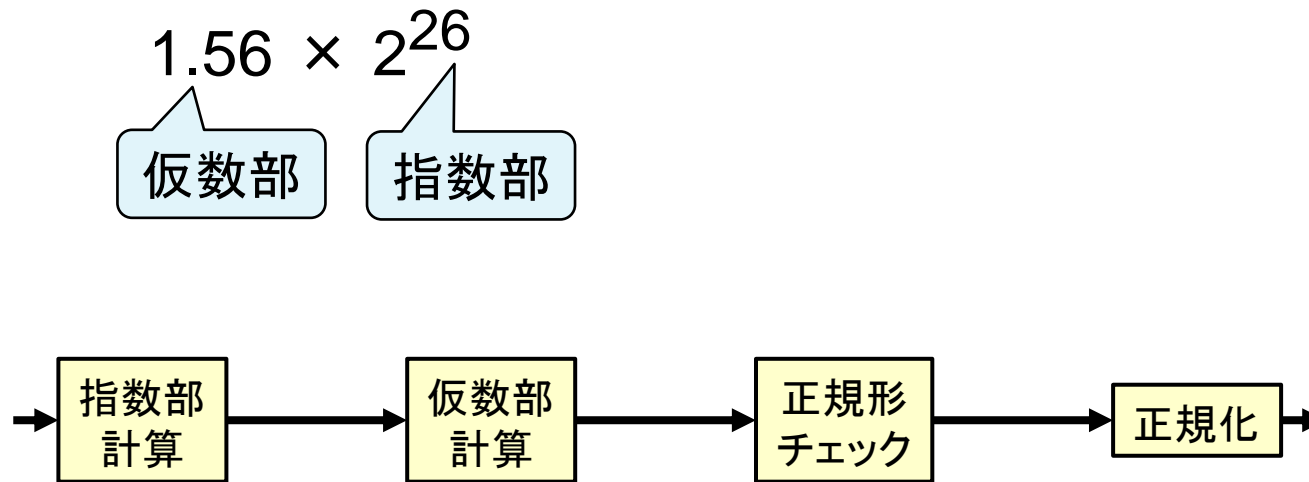 1.56 × 2^26
仮数部
指数部
指数部
計算
仮数部
計算
正規形
チェック
正規化